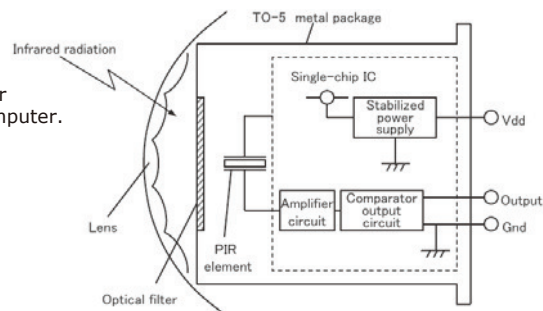 TO-5 metal package
Infrared radiation
r
mputer.
Single-chip IC
Stabilized
power
supply
Vdd
Amplifier
circuit
Comparator
output
circuit
Output
Gnd
Lens
PIR
element
Optical filter